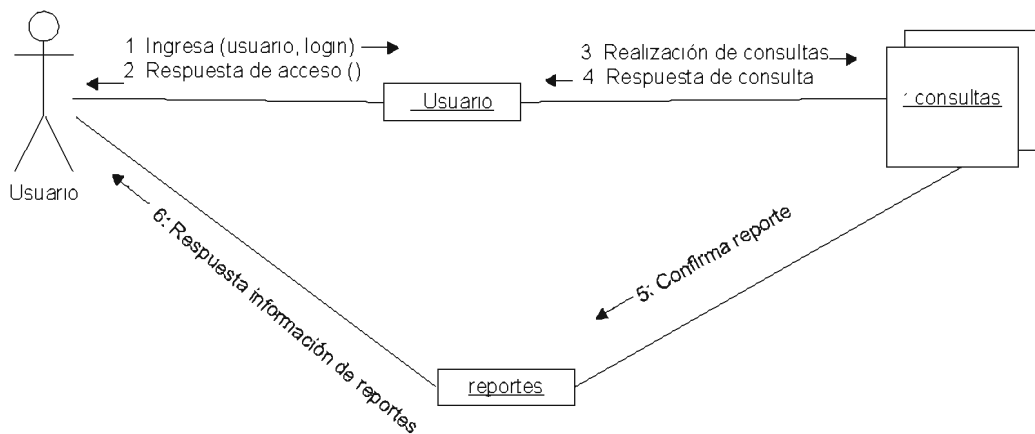 1 Ingresa (usuario, login)
2 Respuesta de acceso ()
3 Realización de consultas
4 Respuesta de consulta
Usuario
consultas
Usuario
6: Respuesta información de reportes
5: Confirma reporte
reportes